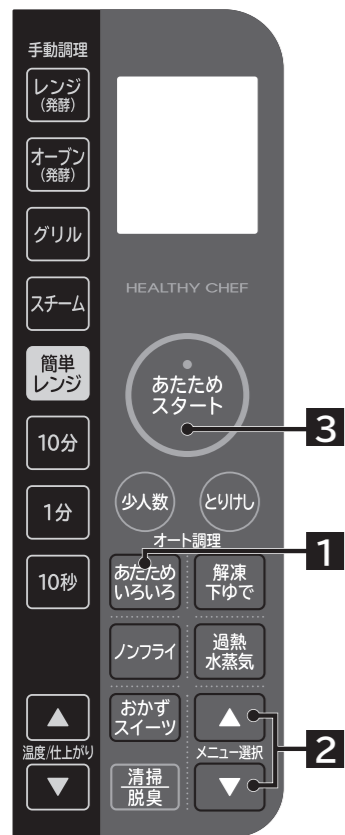 手動調理
レンジ
(発酵)
オーブン
(発酵)
グリル
スチーム
簡単
レンジ
10分
1分
10秒
▲
温度/仕上がり
▼
HEALTHY CHEF
あたため
スタート
3
少人数
とりけし
オート調理
1
あたため
いろいろ
解凍
下ゆで
ノンフライ
過熱
水蒸気
おかず
スイーツ
▲
メニュー選択
2
清掃
脱臭
▼